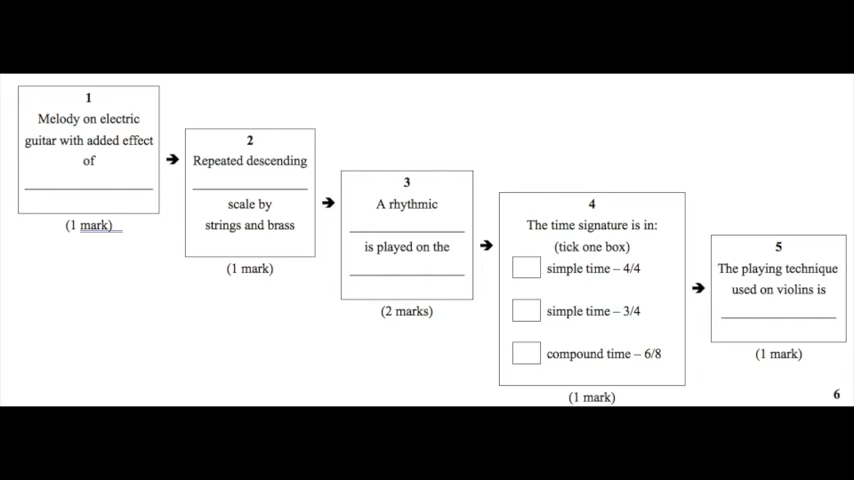 1
Melody on electric
guitar with added effect
of
(1 mark)
2
Repeated descending
scale by
strings and brass
(1 mark)
3
A rhythmic
is played on the
(2 marks)
4
The time signature is in:
(tick one box)
simple time – 4/4
simple time – 3/4
compound time – 6/8
(1 mark)
5
The playing technique
used on violins is
(1 mark)
6